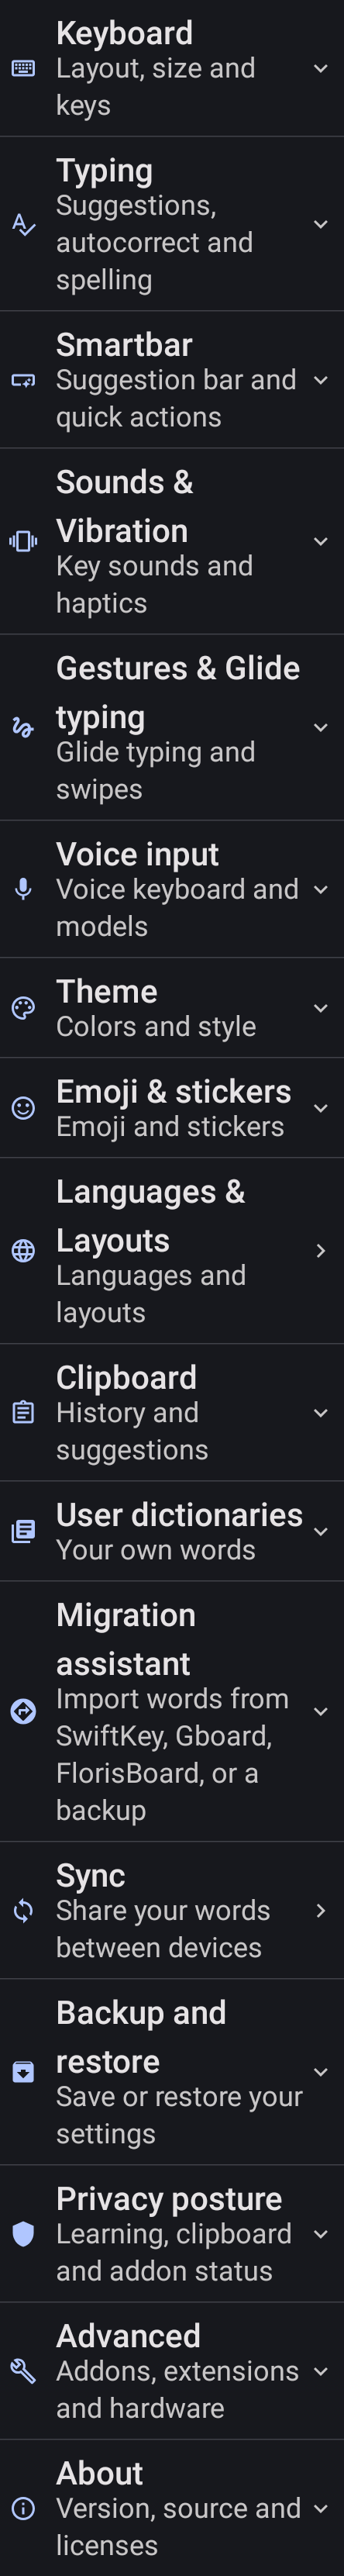 Keyboard
Layout, size and
keys
Typing
Suggestions,
autocorrect and
spelling
Smartbar
Suggestion bar and
quick actions
Sounds &
Vibration
Key sounds and
haptics
Gestures & Glide
typing
Glide typing and
swipes
Voice input
Voice keyboard and
models
Theme
Colors and style
Emoji & stickers
Emoji and stickers
Languages &
Layouts
Languages and
layouts
Clipboard
History and
suggestions
User dictionaries
Your own words
Migration
assistant
Import words from
SwiftKey, Gboard,
FlorisBoard, or a
backup
Sync
Share your words
between devices
Backup and
restore
Save or restore your
settings
Privacy posture
Learning, clipboard
and addon status
Advanced
Addons, extensions
and hardware
About
Version, source and
licenses